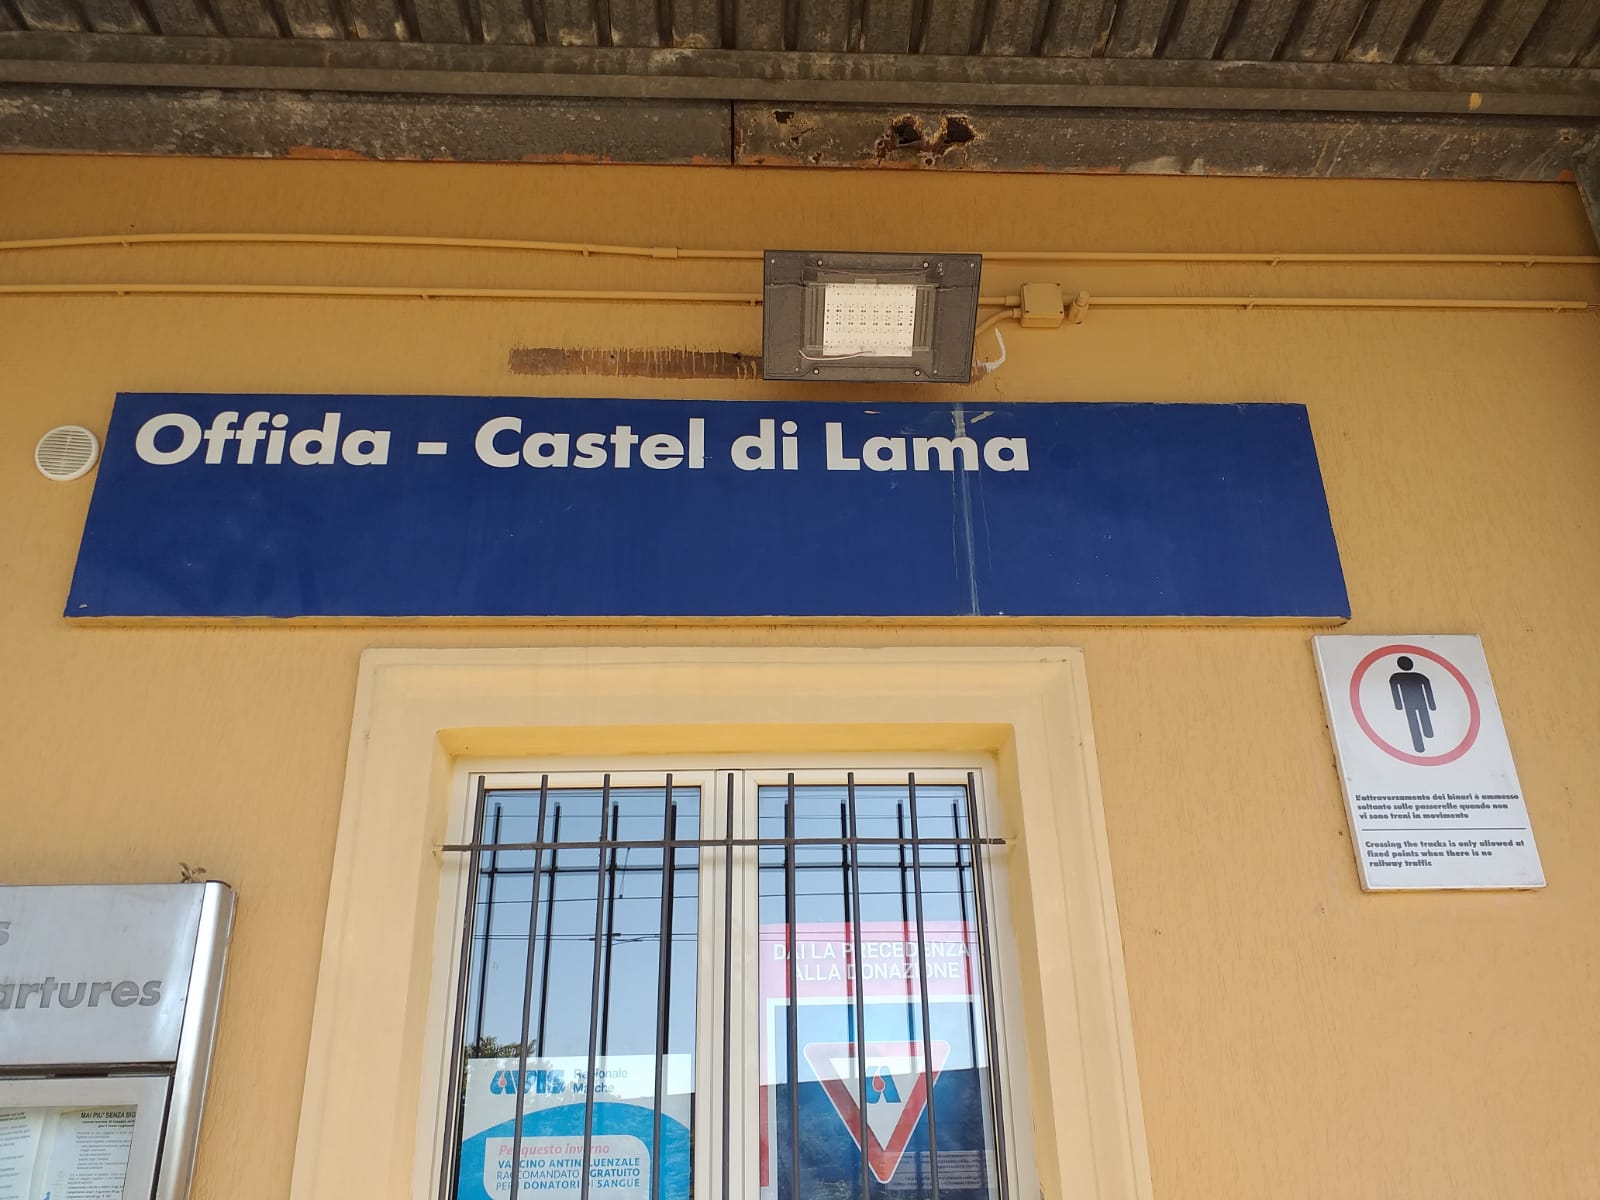 Offida - Castel di Lama
L'attraversamento dei binari è ammesso
soltanto sulle passerelle quando non
vi sono treni in movimento
Crossing the tracks is only allowed at
fixed points when there is no
railway traffic
artures
MAI PIU' SENZA
DAI LA PRECEDENZA
ALLA DONAZIONE
AVIS Regionale
Marche
Per questo inverno
VACCINO ANTINFLUENZALE
RACCOMANDATO GRATUITO
PER I DONATORI DI SANGUE